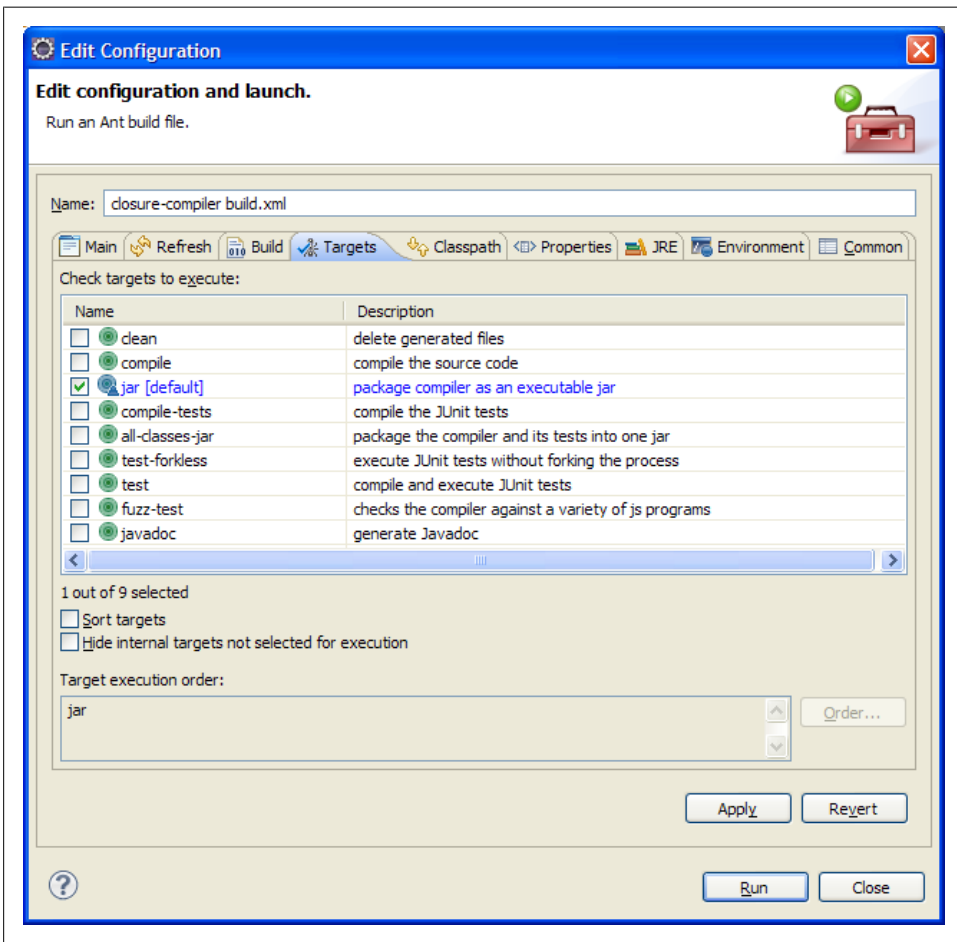 Edit Configuration
Edit configuration and launch.
Run an Ant build file.
Name: closure-compiler build.xml
Main Refresh Build Targets Classpath Properties JRE Environment Common
Check targets to execute:
Name Description
clean delete generated files
compile compile the source code
jar [default] package compiler as an executable jar
compile-tests compile the JUnit tests
all-classes-jar package the compiler and its tests into one jar
test-forkless execute JUnit tests without forking the process
test compile and execute JUnit tests
fuzz-test checks the compiler against a variety of js programs
javadoc generate Javadoc
1 out of 9 selected
Sort targets
Hide internal targets not selected for execution
Target execution order:
jar
Order...
Apply Revert
Run Close